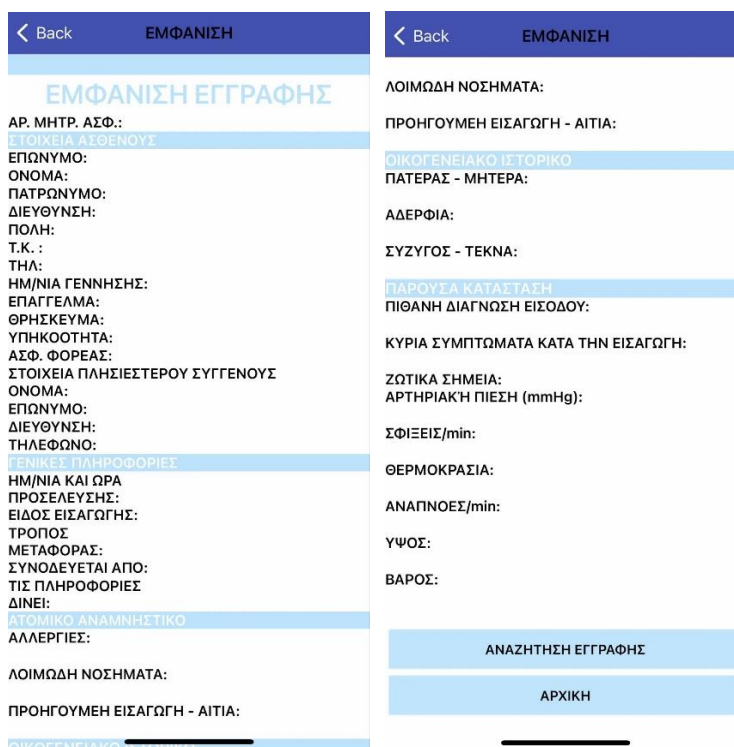 Back
ΕΜΦΑΝΙΣΗ
ΕΜΦΑΝΙΣΗ ΕΓΓΡΑΦΗΣ
ΑΡ. ΜΗΤΡ. ΑΣΦ.:
ΣΤΟΙΧΕΙΑ ΑΣΘΕΝΟΥΣ
ΕΠΩΝΥΜΟ:
ΟΝΟΜΑ:
ΠΑΤΡΩΝΥΜΟ:
ΔΙΕΥΘΥΝΣΗ:
ΠΟΛΗ:
Τ.Κ. :
ΤΗΛ:
ΗΜ/ΝΙΑ ΓΕΝΝΗΣΗΣ:
ΕΠΑΓΓΕΛΜΑ:
ΘΡΗΣΚΕΥΜΑ:
ΥΠΗΚΟΟΤΗΤΑ:
ΑΣΦ. ΦΟΡΕΑΣ:
ΣΤΟΙΧΕΙΑ ΠΛΗΣΙΕΣΤΕΡΟΥ ΣΥΓΓΕΝΟΥΣ
ΟΝΟΜΑ:
ΕΠΩΝΥΜΟ:
ΔΙΕΥΘΥΝΣΗ:
ΤΗΛΕΦΩΝΟ:
ΓΕΝΙΚΕΣ ΠΛΗΡΟΦΟΡΙΕΣ
ΗΜ/ΝΙΑ ΚΑΙ ΩΡΑ
ΠΡΟΣΕΛΕΥΣΗΣ:
ΕΙΔΟΣ ΕΙΣΑΓΩΓΗΣ:
ΤΡΟΠΟΣ
ΜΕΤΑΦΟΡΑΣ:
ΣΥΝΟΔΕΥΕΤΑΙ ΑΠΟ:
ΤΙΣ ΠΛΗΡΟΦΟΡΙΕΣ
ΔΙΝΕΙ:
ΑΤΟΜΙΚΟ ΑΝΑΜΝΗΣΤΙΚΟ
ΑΛΛΕΡΓΙΕΣ:
ΛΟΙΜΩΔΗ ΝΟΣΗΜΑΤΑ:
ΠΡΟΗΓΟΥΜΕΗ ΕΙΣΑΓΩΓΗ - ΑΙΤΙΑ:
Back
ΕΜΦΑΝΙΣΗ
ΛΟΙΜΩΔΗ ΝΟΣΗΜΑΤΑ:
ΠΡΟΗΓΟΥΜΕΗ ΕΙΣΑΓΩΓΗ - ΑΙΤΙΑ:
ΟΙΚΟΓΕΝΕΙΑΚΟ ΙΣΤΟΡΙΚΟ
ΠΑΤΕΡΑΣ - ΜΗΤΕΡΑ:
ΑΔΕΡΦΙΑ:
ΣΥΖΥΓΟΣ - ΤΕΚΝΑ:
ΠΑΡΟΥΣΑ ΚΑΤΑΣΤΑΣΗ
ΠΙΘΑΝΗ ΔΙΑΓΝΩΣΗ ΕΙΣΟΔΟΥ:
ΚΥΡΙΑ ΣΥΜΠΤΩΜΑΤΑ ΚΑΤΑ ΤΗΝ ΕΙΣΑΓΩΓΗ:
ΖΩΤΙΚΑ ΣΗΜΕΙΑ:
ΑΡΤΗΡΙΑΚΉ ΠΙΕΣΗ (mmHg):
ΣΦΙΞΕΙΣ/min:
ΘΕΡΜΟΚΡΑΣΙΑ:
ΑΝΑΠΝΟΕΣ/min:
ΥΨΟΣ:
ΒΑΡΟΣ:
ΑΝΑΖΗΤΗΣΗ ΕΓΓΡΑΦΗΣ
ΑΡΧΙΚΗ